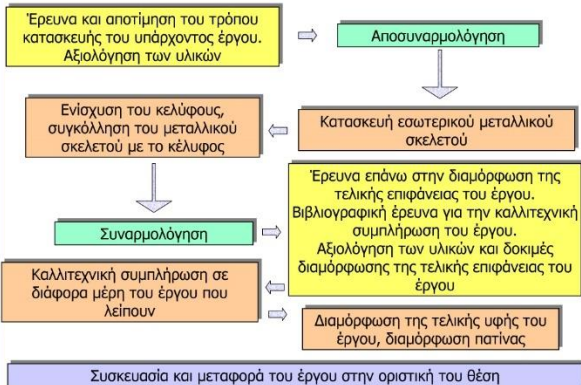 Έρευνα και αποτίμηση του τρόπου
κατασκευής του υπάρχοντος έργου.
Αξιολόγηση των υλικών
Αποσυναρμολόγηση
Κατασκευή εσωτερικού μεταλλικού
σκελετού
Ενίσχυση του κελύφους,
συγκόλληση του μεταλλικού
σκελετού με το κέλυφος
Συναρμολόγηση
Έρευνα επάνω στην διαμόρφωση της
τελικής επιφάνειας του έργου.
Βιβλιογραφική έρευνα για την καλλιτεχνική
συμπλήρωση του έργου.
Αξιολόγηση των υλικών και δοκιμές
διαμόρφωσης της τελικής επιφάνειας του
έργου
Καλλιτεχνική συμπλήρωση σε
διάφορα μέρη του έργου που
λείπουν
Διαμόρφωση της τελικής υφής του
έργου, διαμόρφωση πατίνας
Συσκευασία και μεταφορά του έργου στην οριστική του θέση